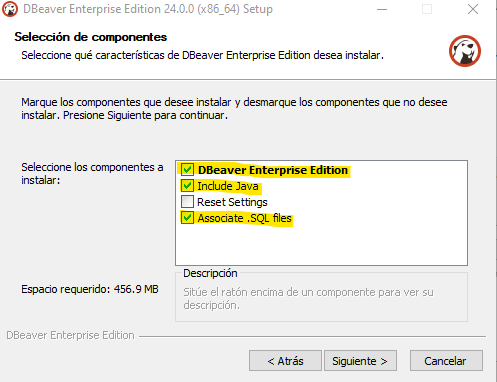 DBeaver Enterprise Edition 24.0.0 (x86_64) Setup
Selección de componentes
Seleccione qué características de DBeaver Enterprise Edition desea instalar.
Marque los componentes que desee instalar y desmarque los componentes que no desee
instalar. Presione Siguiente para continuar.
Seleccione los componentes a
instalar:
DBeaver Enterprise Edition
Include Java
Reset Settings
Associate .SQL files
Espacio requerido: 456.9 MB
Descripción
Sitúe el ratón encima de un componente para ver su
descripción.
DBeaver Enterprise Edition
< Atrás
Siguiente >
Cancelar